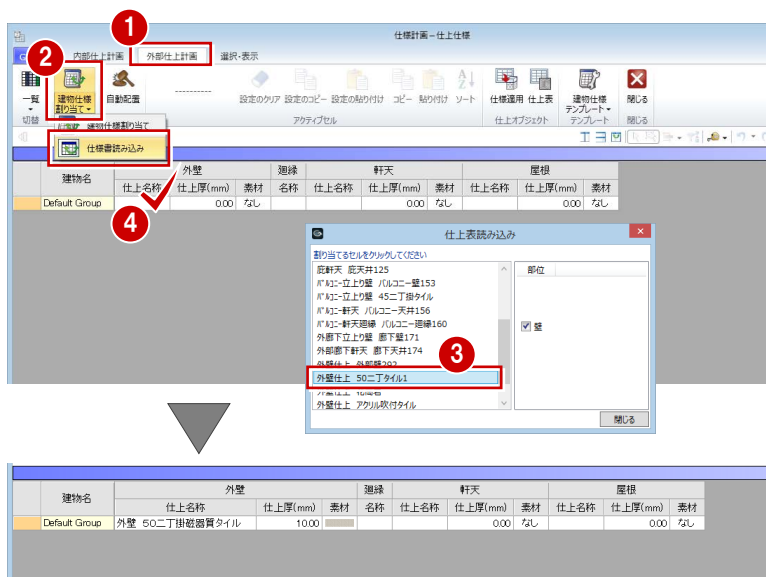 仕様計画－仕上仕様
1
2
内部仕上計画 外部仕上計画 選択・表示
一覧 建物仕様割り当て 自動配置 ---------- 設定のクリア 設定のコピー 設定の貼り付け コピー 貼り付け ソート 仕様適用 仕上表 建物仕様テンプレート 閉じる
切替 アクティブセル 仕上オブジェクト テンプレート 閉じる
建物仕様割り当て
仕様書読み込み
建物名 外壁 廻縁 軒天 屋根
仕上名称 仕上厚(mm) 素材 名称 仕上名称 仕上厚(mm) 素材 仕上名称 仕上厚(mm) 素材
Default Group 0.00 なし 0.00 なし 0.00 なし
4
仕上表読み込み
割り当てるセルをクリックしてください
庇軒天 庇天井125
ﾊﾞﾙｺﾆｰ立上り壁 バルコニー壁153
ﾊﾞﾙｺﾆｰ立上り壁 45二丁掛タイル
ﾊﾞﾙｺﾆｰ軒天 バルコニー天井156
ﾊﾞﾙｺﾆｰ軒天廻縁 バルコニー廻縁160
外廊下立上り壁 廊下壁171
外部廊下軒天 廊下天井174
外壁仕上 外部壁292
3
外壁仕上 50二丁タイル1
外壁仕上 アクリル吹付タイル
部位
壁
閉じる
建物名 外壁 廻縁 軒天 屋根
仕上名称 仕上厚(mm) 素材 名称 仕上名称 仕上厚(mm) 素材 仕上名称 仕上厚(mm) 素材
Default Group 外壁 50二丁掛磁器質タイル 10.00 0.00 なし 0.00 なし